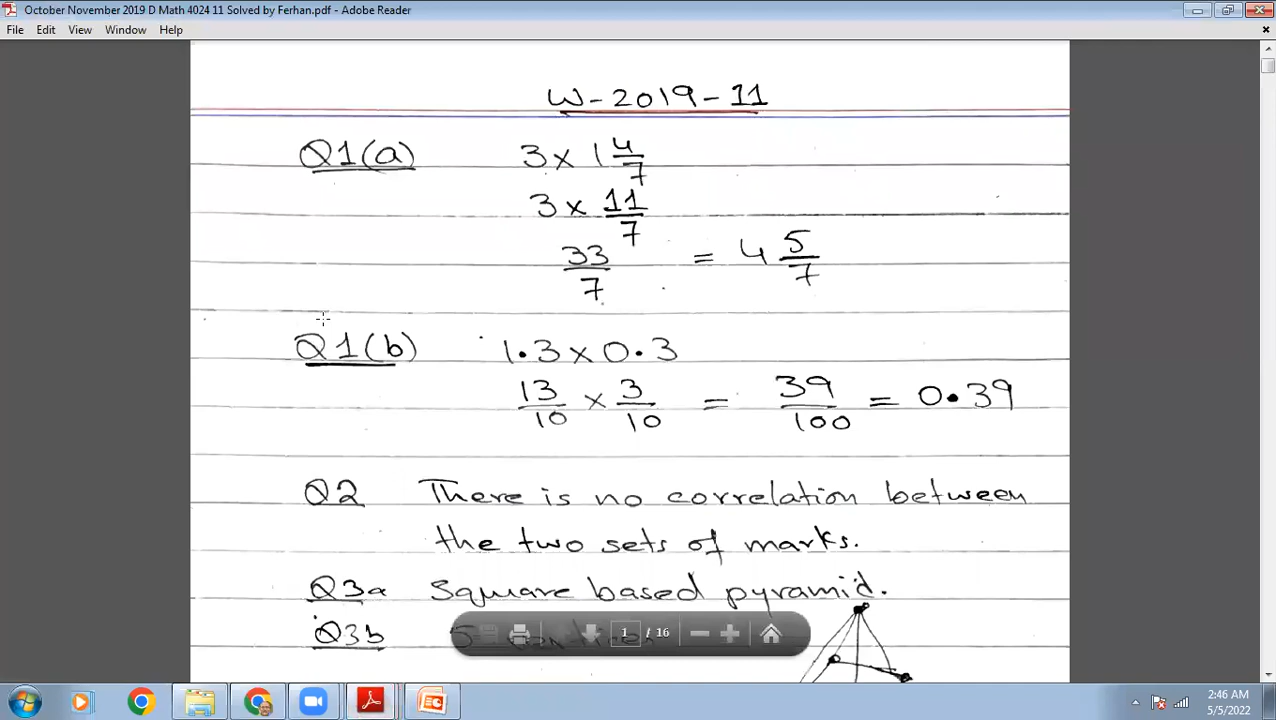 October November 2019 D Math 4024 11 Solved by Ferhan.pdf - Adobe Reader
File Edit View Window Help
W-2019-11
Q1(a) 3 × 1 4/7
3 × 11/7
33/7 = 4 5/7
Q1(b) 1.3 × 0.3
13/10 × 3/10 = 39/100 = 0.39
Q2 There is no correlation between
the two sets of marks.
Q3a Square based pyramid.
Q3b 5
1 / 16
2:46 AM
5/5/2022